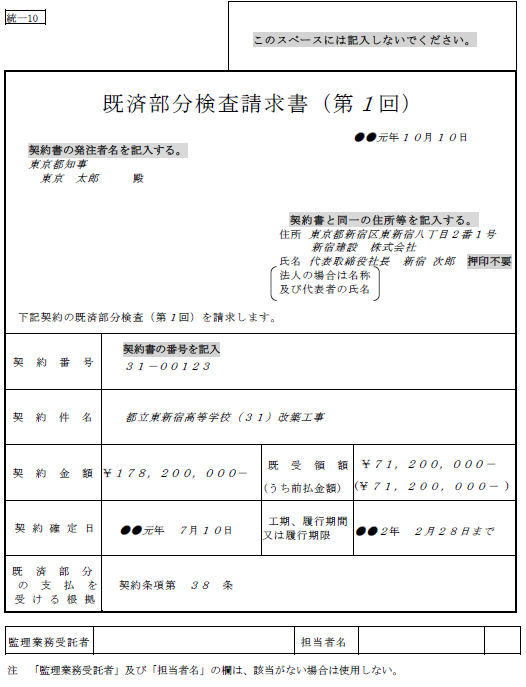 統一10
このスペースには記入しないでください。
既済部分検査請求書（第１回）
●●元年１０月１０日
契約書の発注者名を記入する。
東京都知事
東京　太郎　　殿
契約書と同一の住所等を記入する。
住所　東京都新宿区東新宿八丁目２番１号
新宿建設　株式会社
氏名　代表取締役社長　新宿 次郎　押印不要
法人の場合は名称
及び代表者の氏名
下記契約の既済部分検査（第１回）を請求します。
契約番号
契約書の番号を記入
３１－００１２３
契約件名
都立東新宿高等学校（３１）改築工事
契約金額
￥１７８，２００，０００－
既受領額
（うち前払金額）
￥７１，２００，０００－
（￥７１，２００，０００－）
契約確定日
●●元年　７月１０日
工期、履行期間
又は履行期限
●●２年　２月２８日まで
既済部分
の支払を
受ける根拠
契約条項第　３８　条
監理業務受託者
担当者名
注　「監理業務受託者」及び「担当者名」の欄は、該当がない場合は使用しない。